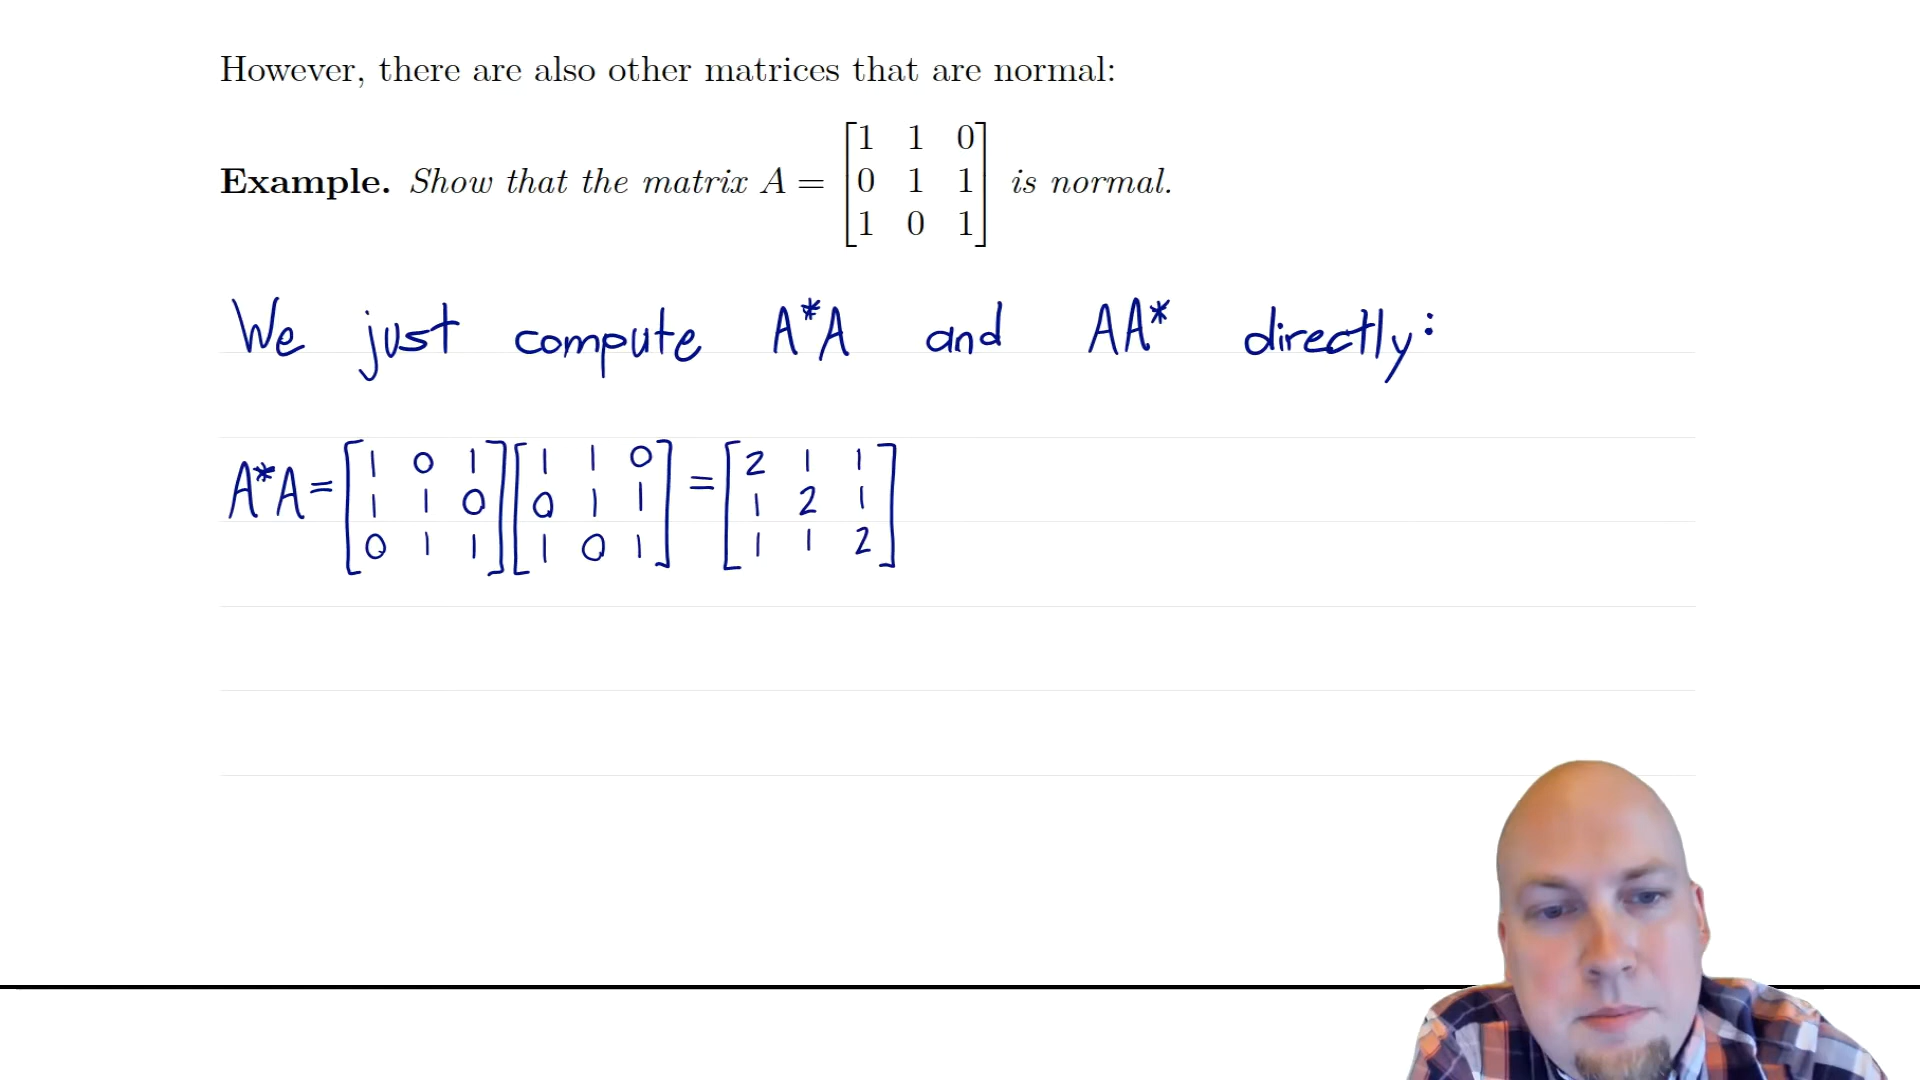 However, there are also other matrices that are normal:
Example. Show that the matrix A = [1 1 0; 0 1 1; 1 0 1] is normal.
We just compute A*A and AA* directly:
A*A = [1 0 1; 1 1 0; 0 1 1] [1 1 0; 0 1 1; 1 0 1] = [2 1 1; 1 2 1; 1 1 2]